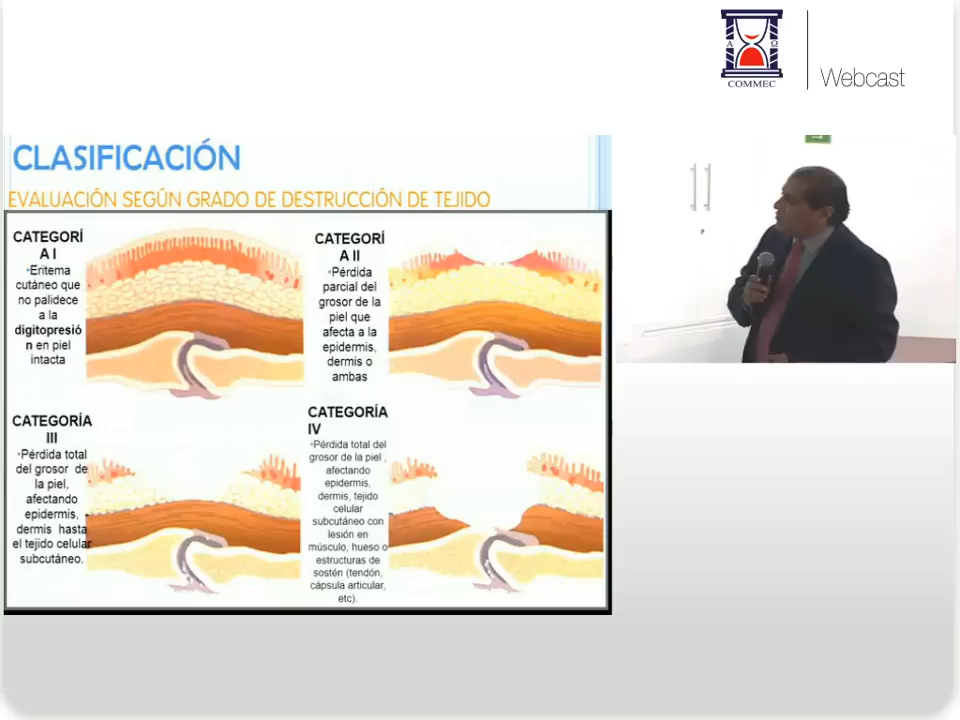 A Ω
COMMEC
Webcast
CLASIFICACIÓN
EVALUACIÓN SEGÚN GRADO DE DESTRUCCIÓN DE TEJIDO
CATEGORÍ
A I
•Eritema
cutáneo que
no palidece
a la
digitopresió
n en piel
intacta
CATEGORÍ
A II
•Pérdida
parcial del
grosor de la
piel que
afecta a la
epidermis,
dermis o
ambas
CATEGORÍA
III
•Pérdida total
del grosor de
la piel,
afectando
epidermis,
dermis hasta
el tejido celular
subcutáneo.
CATEGORÍA
IV
•Pérdida total del
grosor de la piel ,
afectando
epidermis,
dermis, tejido
celular
subcutáneo con
lesión en
músculo, hueso o
estructuras de
sostén (tendón,
cápsula articular,
etc).